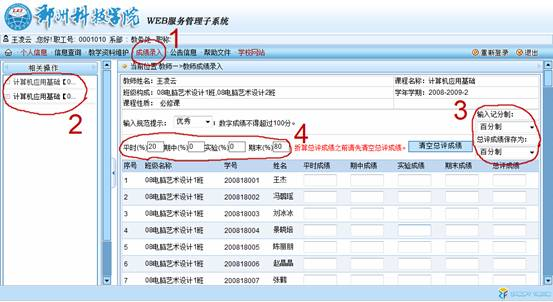 郑州科技学院 WEB服务管理子系统
王凌云 ,您好!职工号: 0001010 系部: 教务处 职称:
个人信息 信息查询 教学资料维护 成绩录入 公告信息 帮助文件 学校网站 重新登录 退出
1
相关操作
计算机应用基础【0...
计算机应用基础【0...
2
当前位置 教师-->教师成绩录入
教师姓名: 王凌云 课程名称: 计算机应用基础
班级构成: 08电脑艺术设计1班,08电脑艺术设计2班 学年学期: 2008-2009-2
课程性质: 必修课
3
输入规范提示: 优秀 ; 数字成绩不得超过100分。
输入记分制:
百分制
总评成绩保存为:
百分制
4
平时(%)20 期中(%)0 实验(%)0 期末(%)80 折算总评成绩之前请先清空总评成绩。 清空总评成绩
序号 班级名称 学号 姓名 平时成绩 期中成绩 实验成绩 期末成绩 总评成绩
1 08电脑艺术设计1班 200818001 王杰
2 08电脑艺术设计1班 200818002 冯鹏瑶
3 08电脑艺术设计1班 200818003 刘冰冰
4 08电脑艺术设计1班 200818004 景晓培
5 08电脑艺术设计1班 200818005 陈丽朋
6 08电脑艺术设计1班 200818006 赵晶晶
7 08电脑艺术设计1班 200818007 张鹤